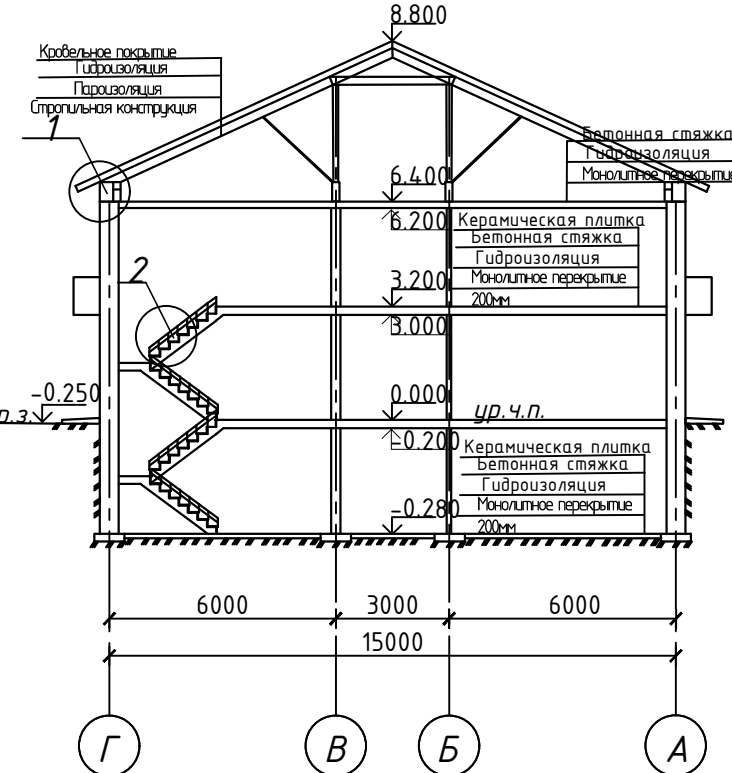 8.800
Кровельное покрытие
Гидроизоляция
Пароизоляция
Стропильная конструкция
1
Бетонная стяжка
Гидроизоляция
Монолитное перекрытие
6.400
6.200
Керамическая плитка
Бетонная стяжка
Гидроизоляция
Монолитное перекрытие
200мм
2
3.200
3.000
-0.250
п.з.
0.000
ур.ч.п.
-0.200
Керамическая плитка
Бетонная стяжка
Гидроизоляция
Монолитное перекрытие
200мм
-0.280
6000 3000 6000
15000
Г В Б А